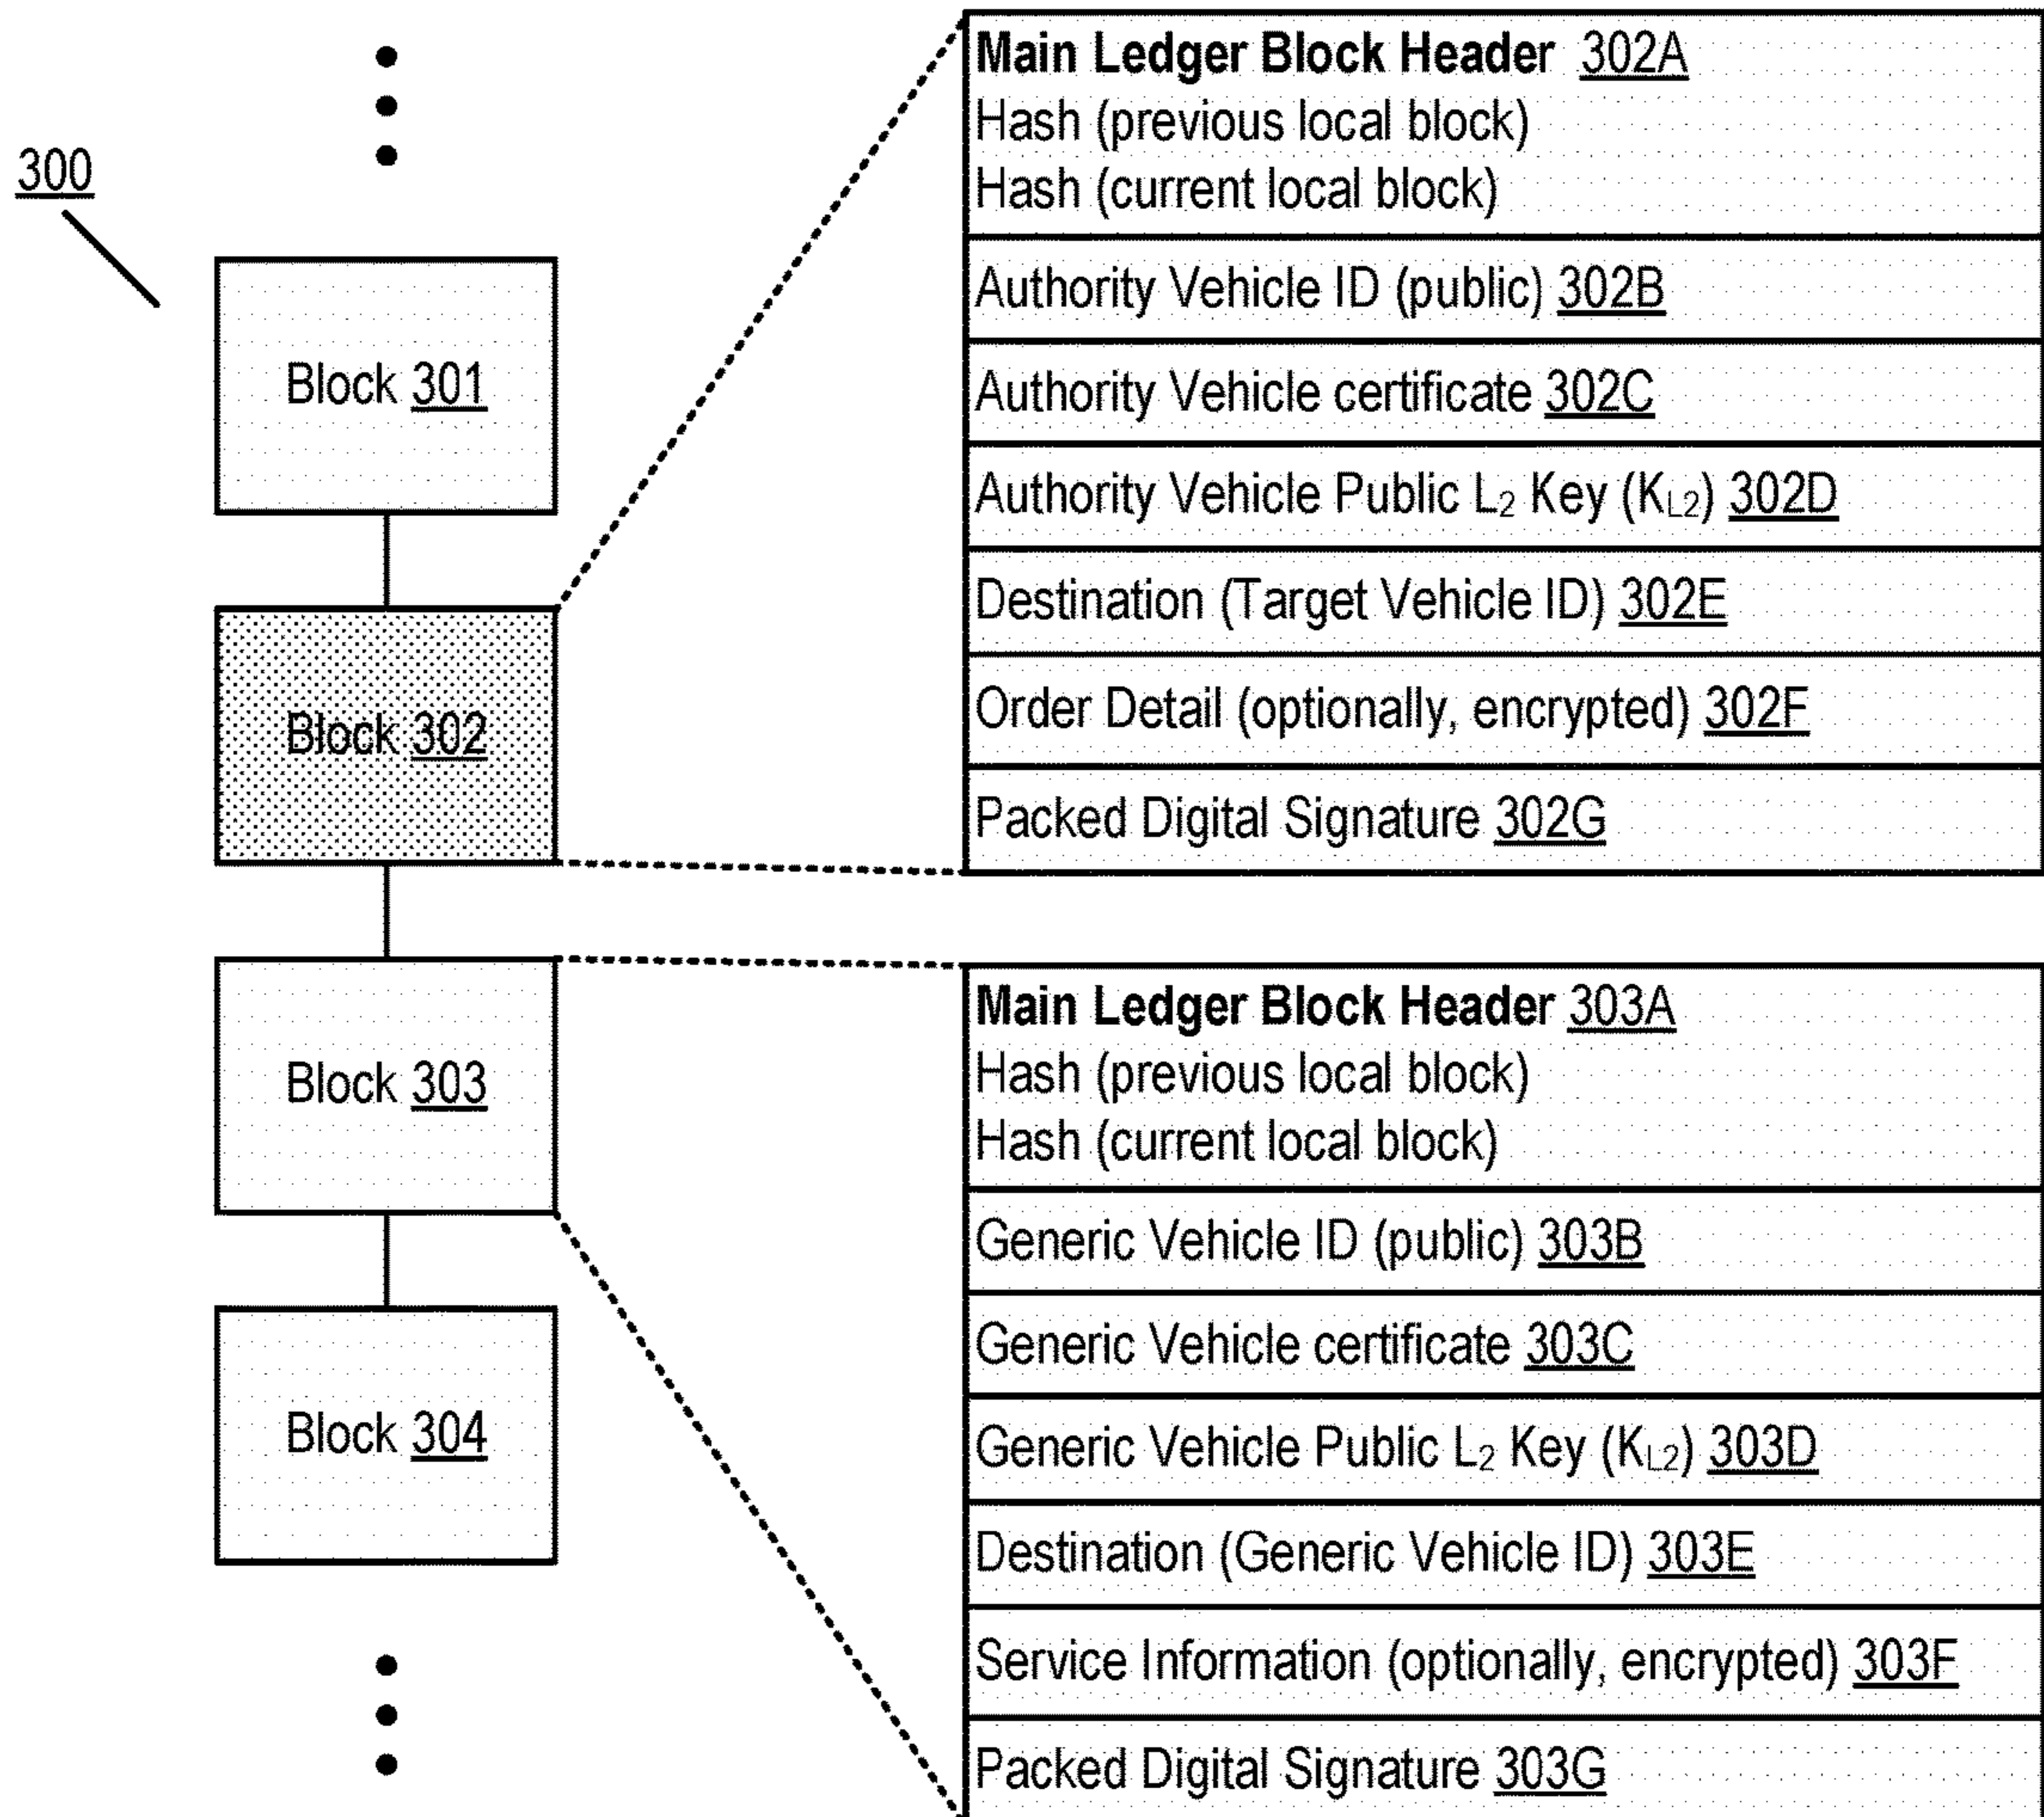 300
Block 301
Block 302
Block 303
Block 304
Main Ledger Block Header 302A
Hash (previous local block)
Hash (current local block)
Authority Vehicle ID (public) 302B
Authority Vehicle certificate 302C
Authority Vehicle Public L₂ Key (K_L2) 302D
Destination (Target Vehicle ID) 302E
Order Detail (optionally, encrypted) 302F
Packed Digital Signature 302G
Main Ledger Block Header 303A
Hash (previous local block)
Hash (current local block)
Generic Vehicle ID (public) 303B
Generic Vehicle certificate 303C
Generic Vehicle Public L₂ Key (K_L2) 303D
Destination (Generic Vehicle ID) 303E
Service Information (optionally, encrypted) 303F
Packed Digital Signature 303G